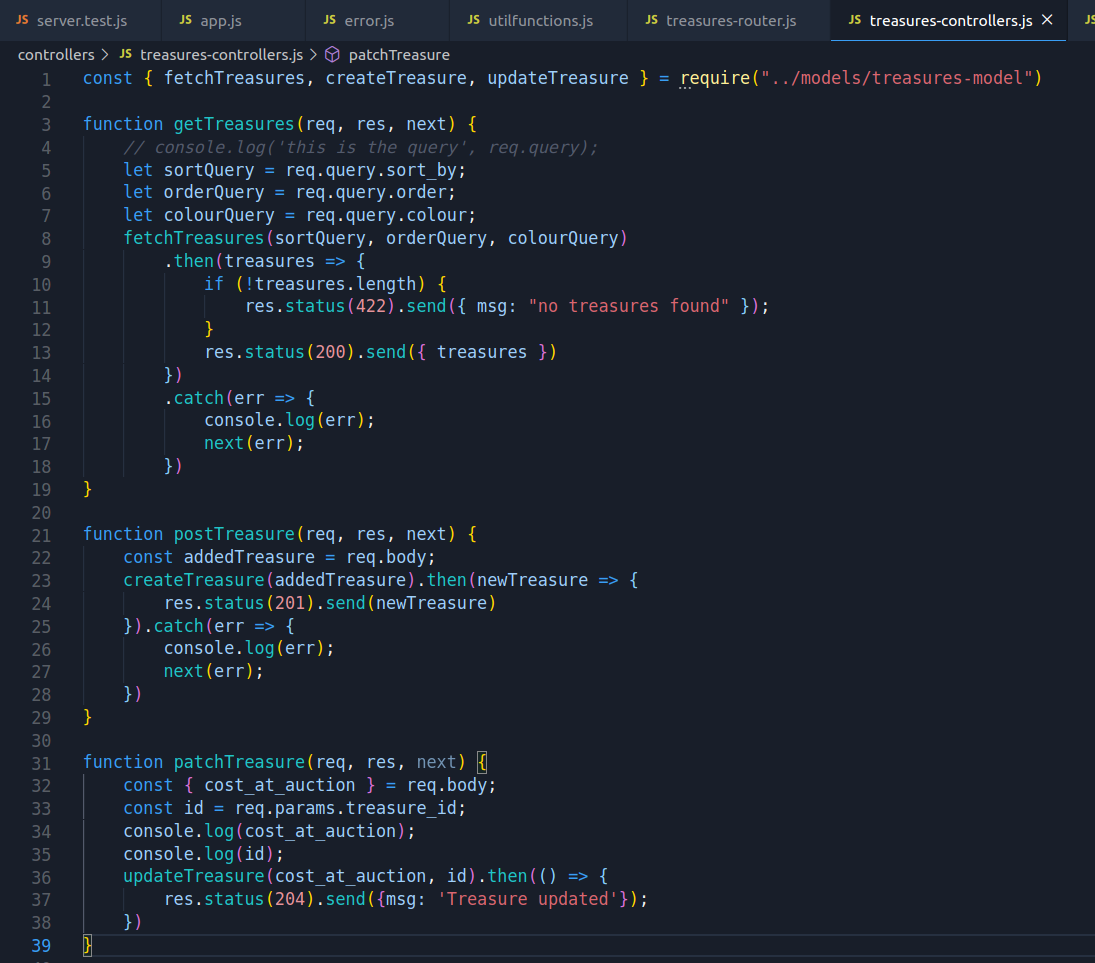 JS server.test.js JS app.js JS error.js JS utilfunctions.js JS treasures-router.js JS treasures-controllers.js × JS
controllers > JS treasures-controllers.js > patchTreasure
1 const { fetchTreasures, createTreasure, updateTreasure } = require("../models/treasures-model")
2
3 function getTreasures(req, res, next) {
4     // console.log('this is the query', req.query);
5     let sortQuery = req.query.sort_by;
6     let orderQuery = req.query.order;
7     let colourQuery = req.query.colour;
8     fetchTreasures(sortQuery, orderQuery, colourQuery)
9         .then(treasures => {
10             if (!treasures.length) {
11                 res.status(422).send({ msg: "no treasures found" });
12             }
13             res.status(200).send({ treasures })
14         })
15         .catch(err => {
16             console.log(err);
17             next(err);
18         })
19 }
20
21 function postTreasure(req, res, next) {
22     const addedTreasure = req.body;
23     createTreasure(addedTreasure).then(newTreasure => {
24         res.status(201).send(newTreasure)
25     }).catch(err => {
26         console.log(err);
27         next(err);
28     })
29 }
30
31 function patchTreasure(req, res, next) {
32     const { cost_at_auction } = req.body;
33     const id = req.params.treasure_id;
34     console.log(cost_at_auction);
35     console.log(id);
36     updateTreasure(cost_at_auction, id).then(() => {
37         res.status(204).send({msg: 'Treasure updated'});
38     })
39 }